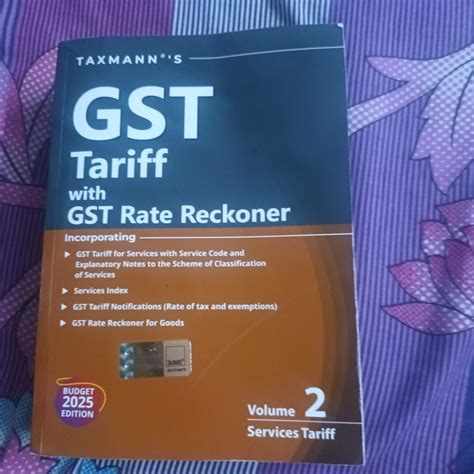 TAXMANN®'S
GST
Tariff
with
GST Rate Reckoner
Incorporating
GST Tariff for Services with Service Code and
Explanatory Notes to the Scheme of Classification
of Services
Services Index
GST Tariff Notifications (Rate of tax and exemptions)
GST Rate Reckoner for Goods
BUDGET
2025
EDITION
Volume 2
Services Tariff